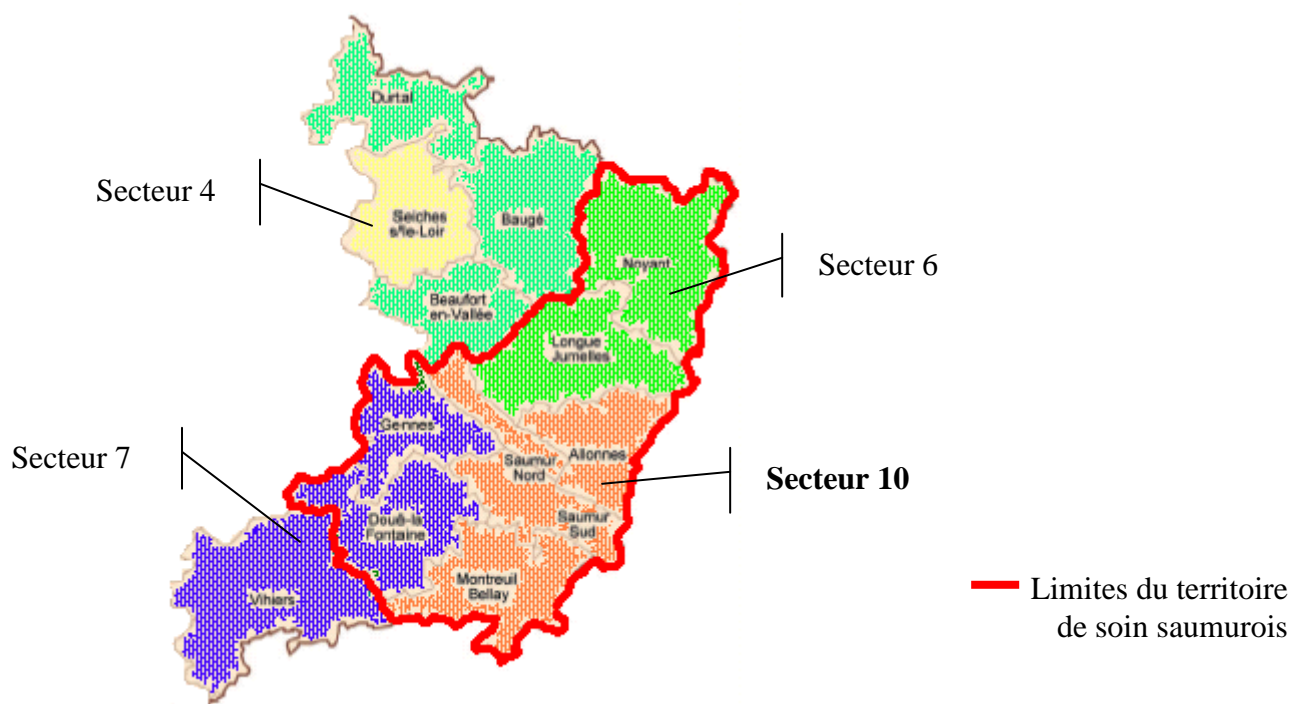 Durtal
Secteur 4
Seiches
s/le-Loir
Baugé
Noyant
Secteur 6
Beaufort
en-Vallée
Longue
Jumelles
Gennes
Secteur 7
Saumur
Nord
Allonnes
Secteur 10
Doué-la
Fontaine
Saumur
Sud
Montreuil
Bellay
Vihiers
Limites du territoire
de soin saumurois